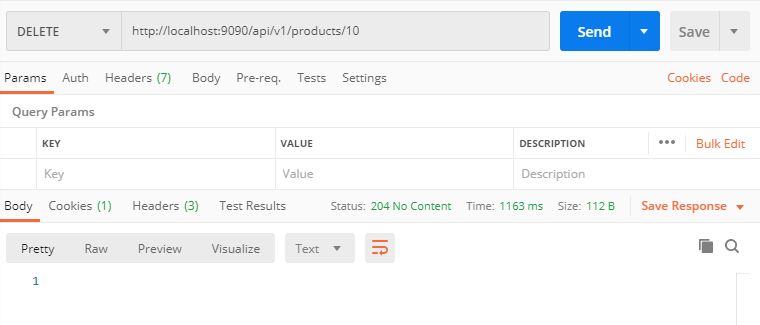 DELETE http://localhost:9090/api/v1/products/10 Send Save
Params Auth Headers (7) Body Pre-req. Tests Settings Cookies Code
Query Params
KEY VALUE DESCRIPTION ••• Bulk Edit
Key Value Description
Body Cookies (1) Headers (3) Test Results Status: 204 No Content Time: 1163 ms Size: 112 B Save Response
Pretty Raw Preview Visualize Text
1